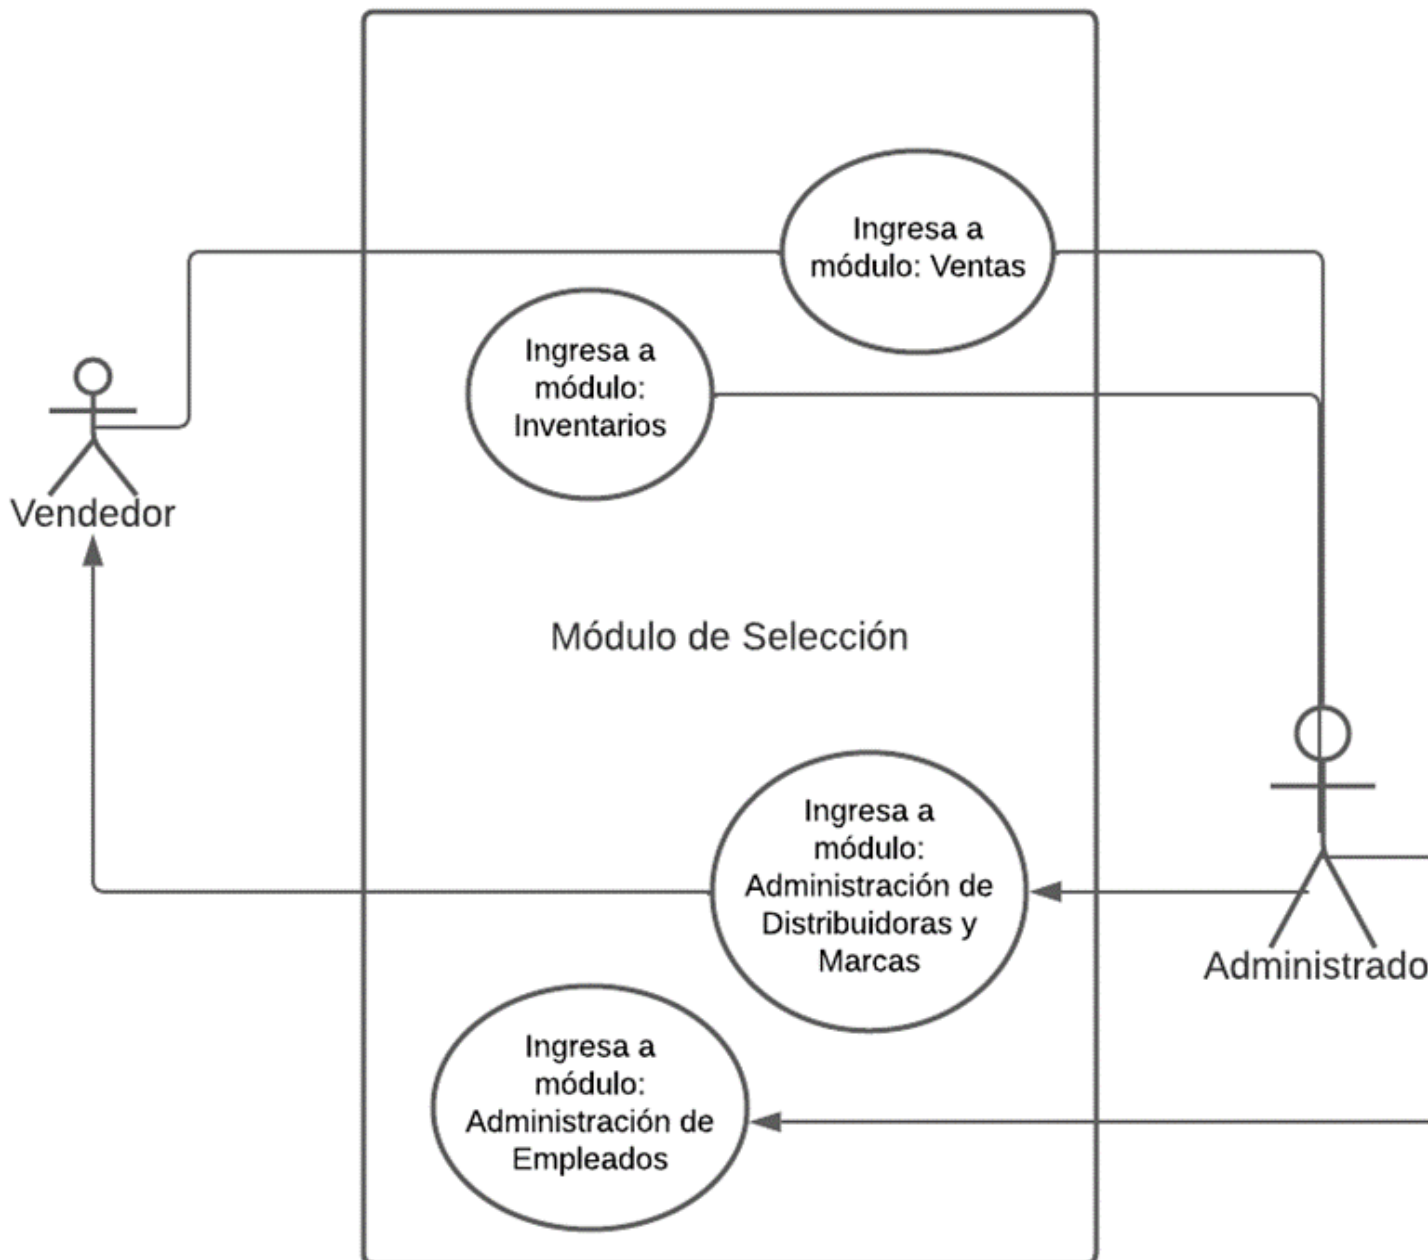 Ingresa a
módulo: Ventas
Ingresa a
módulo:
Inventarios
Vendedor
Módulo de Selección
Ingresa a
módulo:
Administración de
Distribuidoras y
Marcas
Administrado
Ingresa a
módulo:
Administración de
Empleados